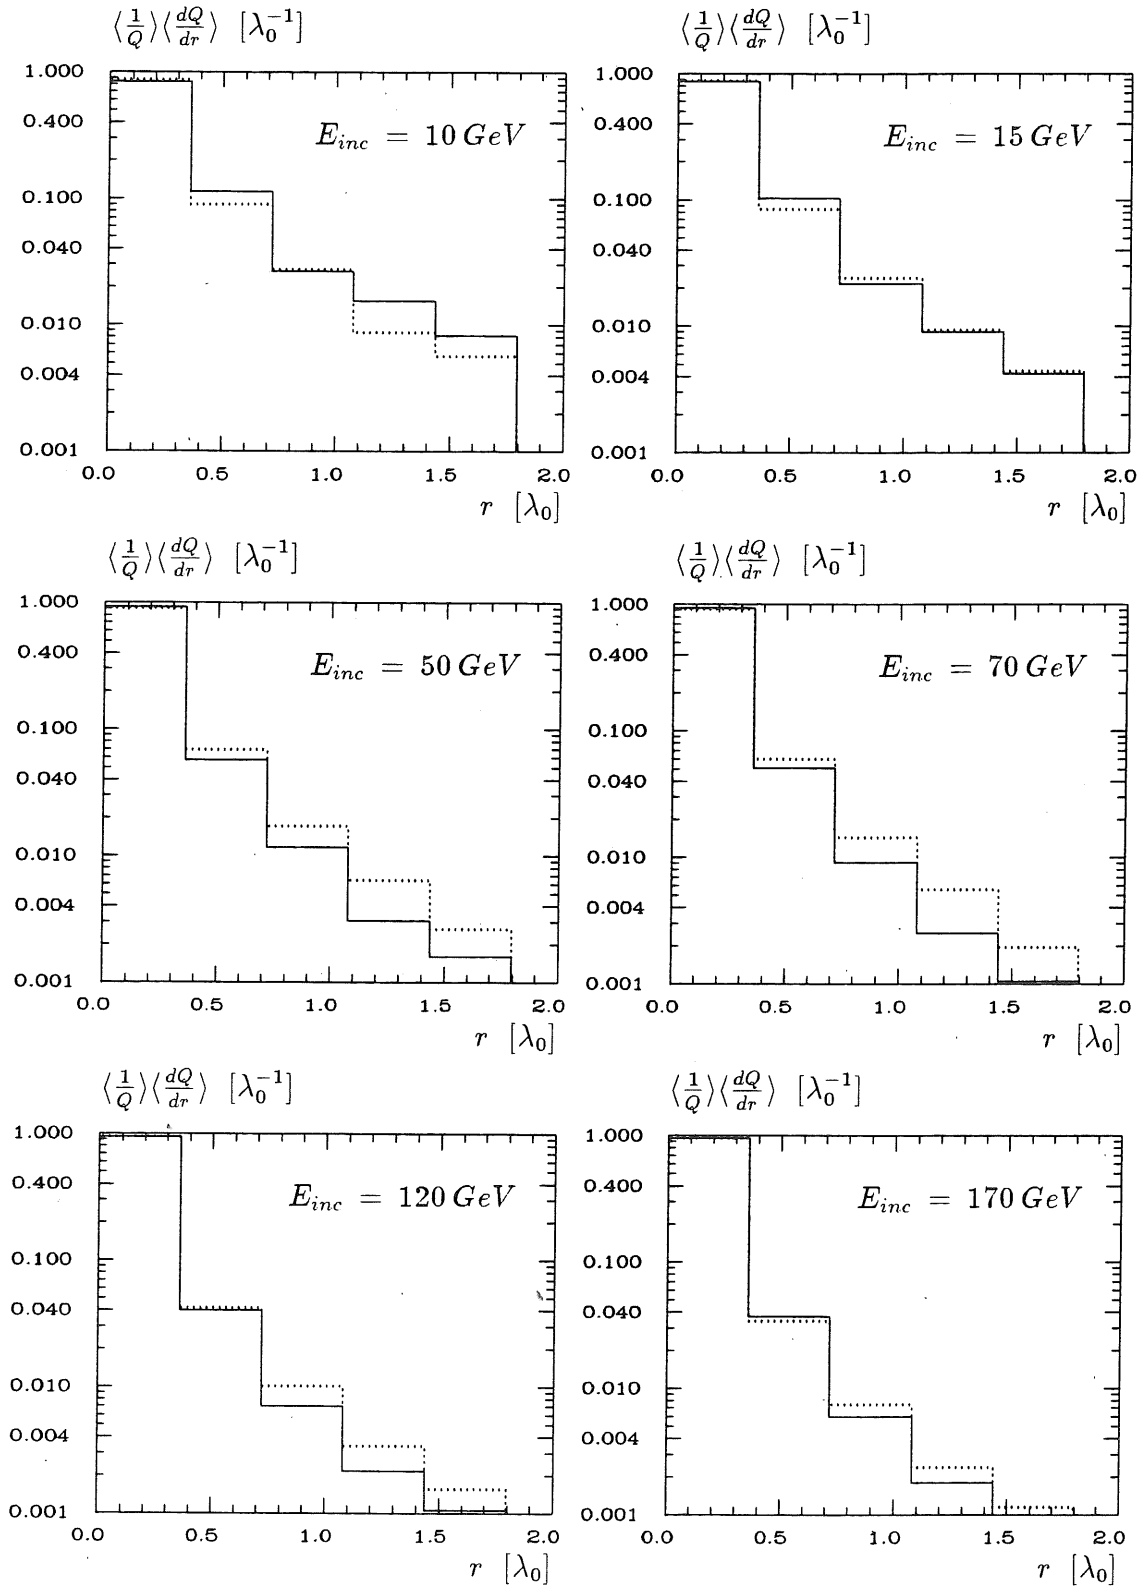 ⟨1/Q⟩⟨dQ/dr⟩ [λ₀⁻¹]
1.000
0.400
0.100
0.040
0.010
0.004
0.001
E_inc = 10 GeV
0.0 0.5 1.0 1.5 2.0
r [λ₀]
⟨1/Q⟩⟨dQ/dr⟩ [λ₀⁻¹]
1.000
0.400
0.100
0.040
0.010
0.004
0.001
E_inc = 15 GeV
0.0 0.5 1.0 1.5 2.0
r [λ₀]
⟨1/Q⟩⟨dQ/dr⟩ [λ₀⁻¹]
1.000
0.400
0.100
0.040
0.010
0.004
0.001
E_inc = 50 GeV
0.0 0.5 1.0 1.5 2.0
r [λ₀]
⟨1/Q⟩⟨dQ/dr⟩ [λ₀⁻¹]
1.000
0.400
0.100
0.040
0.010
0.004
0.001
E_inc = 70 GeV
0.0 0.5 1.0 1.5 2.0
r [λ₀]
⟨1/Q⟩⟨dQ/dr⟩ [λ₀⁻¹]
1.000
0.400
0.100
0.040
0.010
0.004
0.001
E_inc = 120 GeV
0.0 0.5 1.0 1.5 2.0
r [λ₀]
⟨1/Q⟩⟨dQ/dr⟩ [λ₀⁻¹]
1.000
0.400
0.100
0.040
0.010
0.004
0.001
E_inc = 170 GeV
0.0 0.5 1.0 1.5 2.0
r [λ₀]